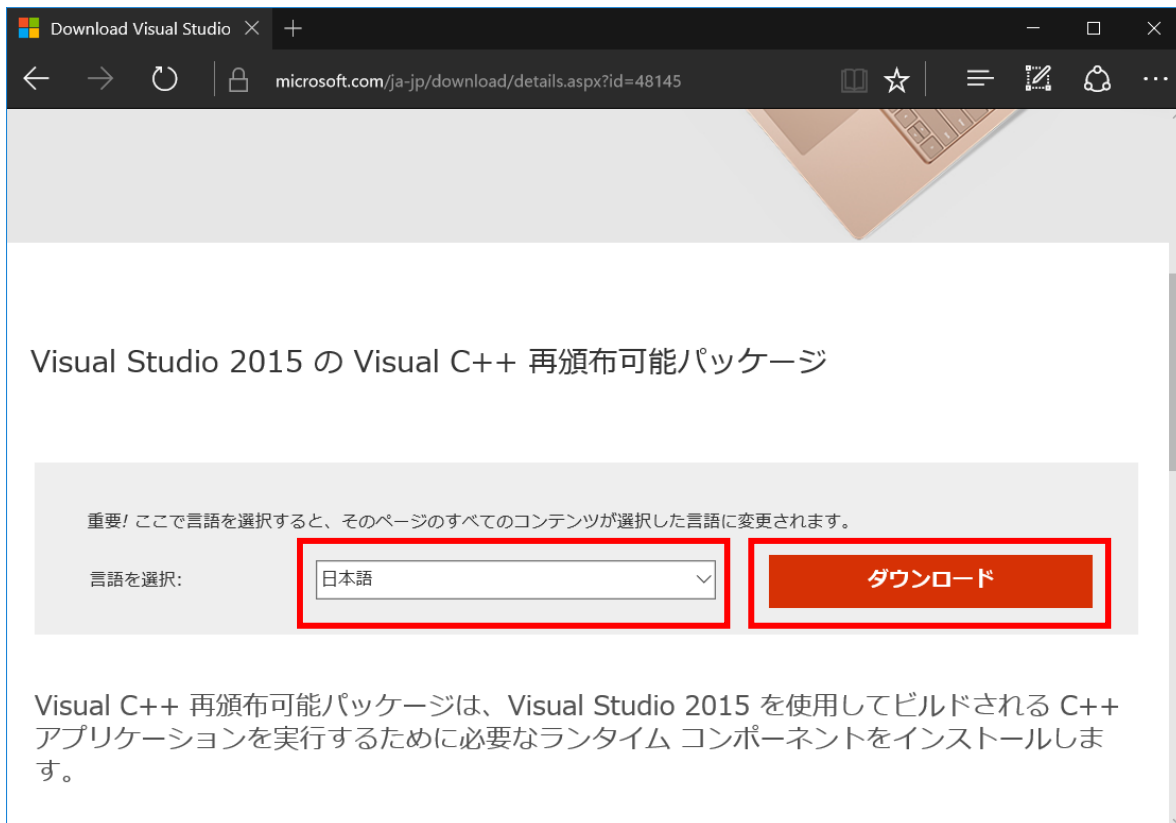 Download Visual Studio
microsoft.com/ja-jp/download/details.aspx?id=48145
Visual Studio 2015 の Visual C++ 再頒布可能パッケージ
重要! ここで言語を選択すると、そのページのすべてのコンテンツが選択した言語に変更されます。
言語を選択:
日本語
ダウンロード
Visual C++ 再頒布可能パッケージは、Visual Studio 2015 を使用してビルドされる C++
アプリケーションを実行するために必要なランタイム コンポーネントをインストールしま
す。